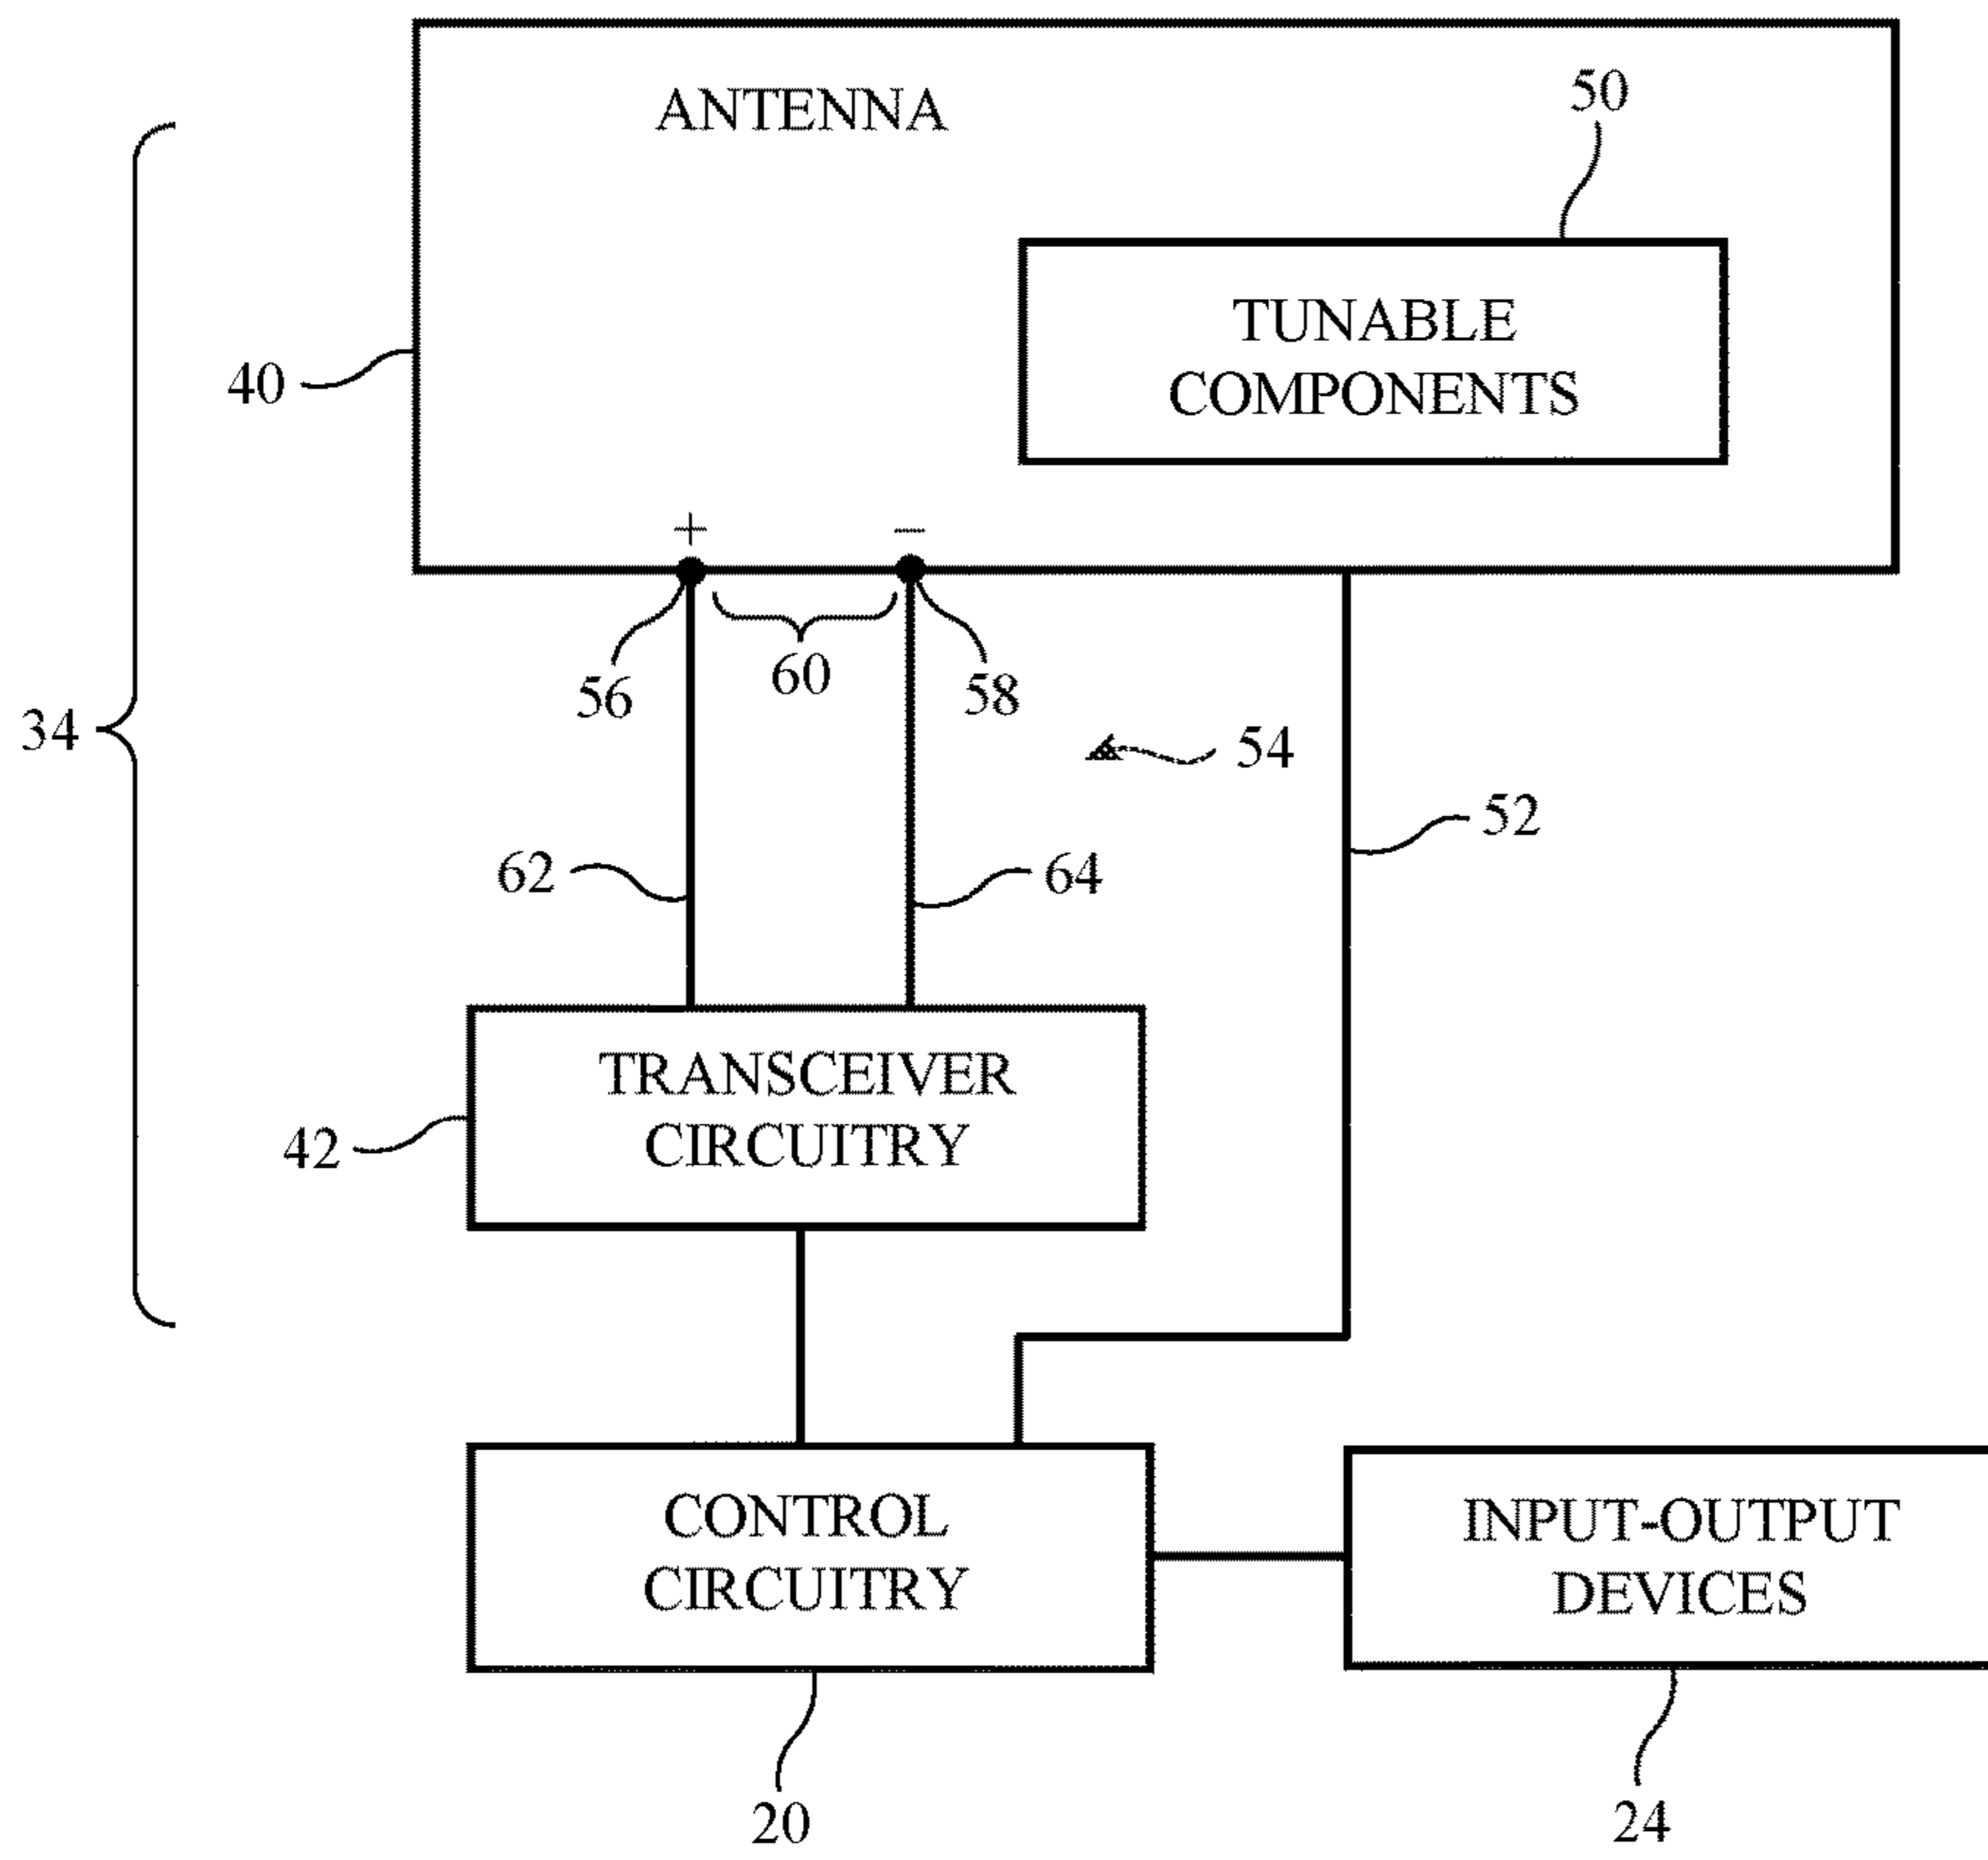 ANTENNA
50
TUNABLE
COMPONENTS
40
+
−
56
60
58
34
54
52
62
64
TRANSCEIVER
CIRCUITRY
42
CONTROL
CIRCUITRY
INPUT-OUTPUT
DEVICES
20
24